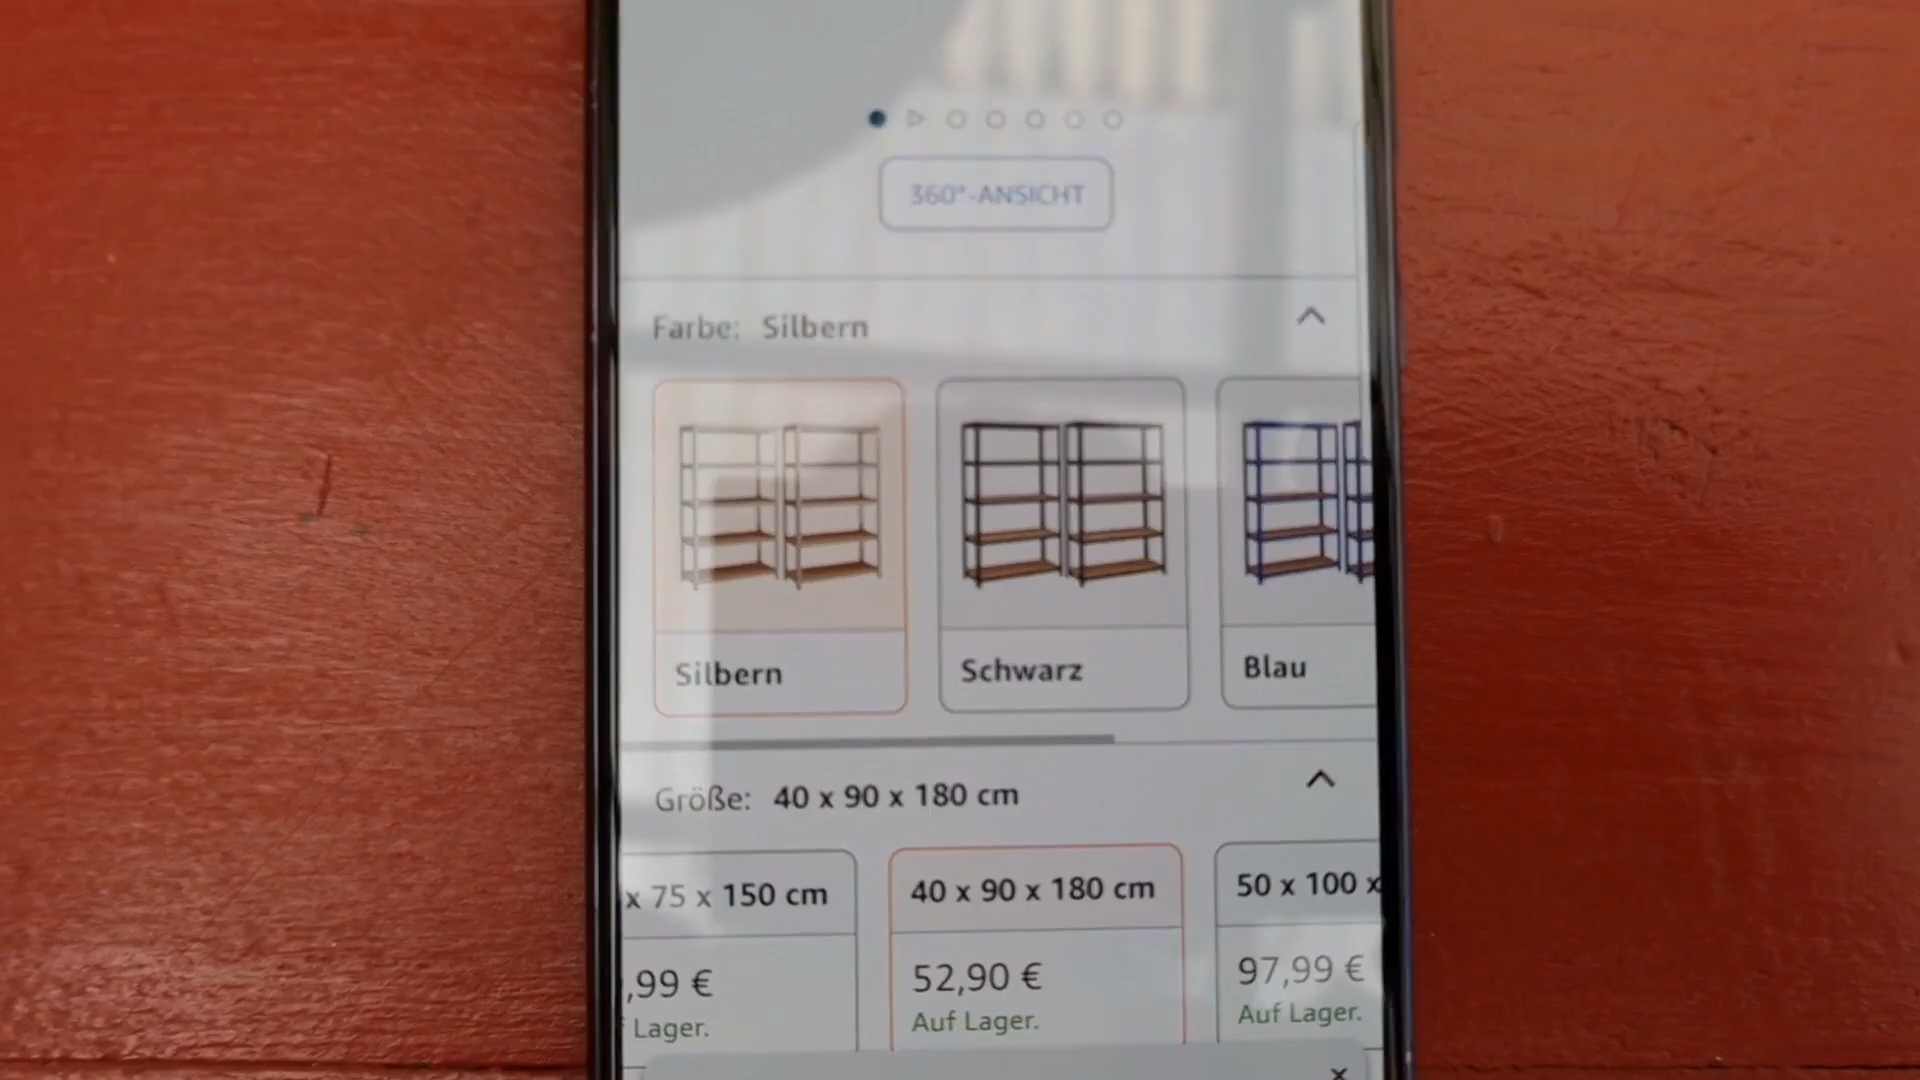 360°-ANSICHT
Farbe: Silbern
Silbern
Schwarz
Blau
Größe: 40 x 90 x 180 cm
x 75 x 150 cm
40 x 90 x 180 cm
50 x 100 x
,99 €
52,90 €
97,99 €
Lager.
Auf Lager.
Auf Lager.